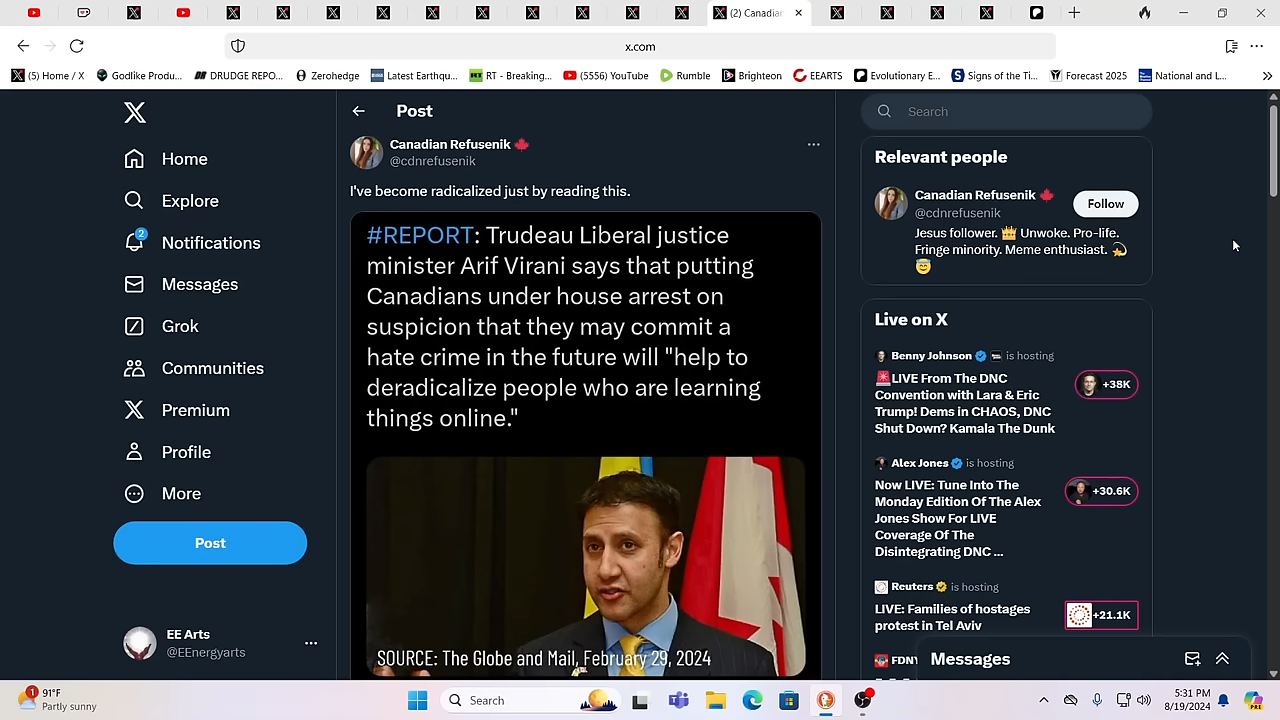 (2) Canadia
x.com
(5) Home / X
Godlike Produ...
DRUDGE REPO...
Zerohedge
Latest Earthqu...
RT - Breaking...
(5556) YouTube
Rumble
Brighteon
EEARTS
Evolutionary E...
Signs of the Ti...
Forecast 2025
National and L...
Home
Explore
2
Notifications
Messages
Grok
Communities
Premium
Profile
More
Post
EE Arts
@EEnergyarts
Post
Canadian Refusenik
@cdnrefusenik
I've become radicalized just by reading this.
#REPORT: Trudeau Liberal justice
minister Arif Virani says that putting
Canadians under house arrest on
suspicion that they may commit a
hate crime in the future will "help to
deradicalize people who are learning
things online."
SOURCE: The Globe and Mail, February 29, 2024
Search
Relevant people
Canadian Refusenik
@cdnrefusenik
Follow
Jesus follower. Unwoke. Pro-life.
Fringe minority. Meme enthusiast.
Live on X
Benny Johnson is hosting
LIVE From The DNC
Convention with Lara & Eric
Trump! Dems in CHAOS, DNC
Shut Down? Kamala The Dunk
+38K
Alex Jones is hosting
Now LIVE: Tune Into The
Monday Edition Of The Alex
Jones Show For LIVE
Coverage Of The
Disintegrating DNC ...
+30.6K
Reuters is hosting
LIVE: Families of hostages
protest in Tel Aviv
+21.1K
FDNY
Messages
1
91°F
Partly sunny
Search
5:31 PM
8/19/2024
PRE